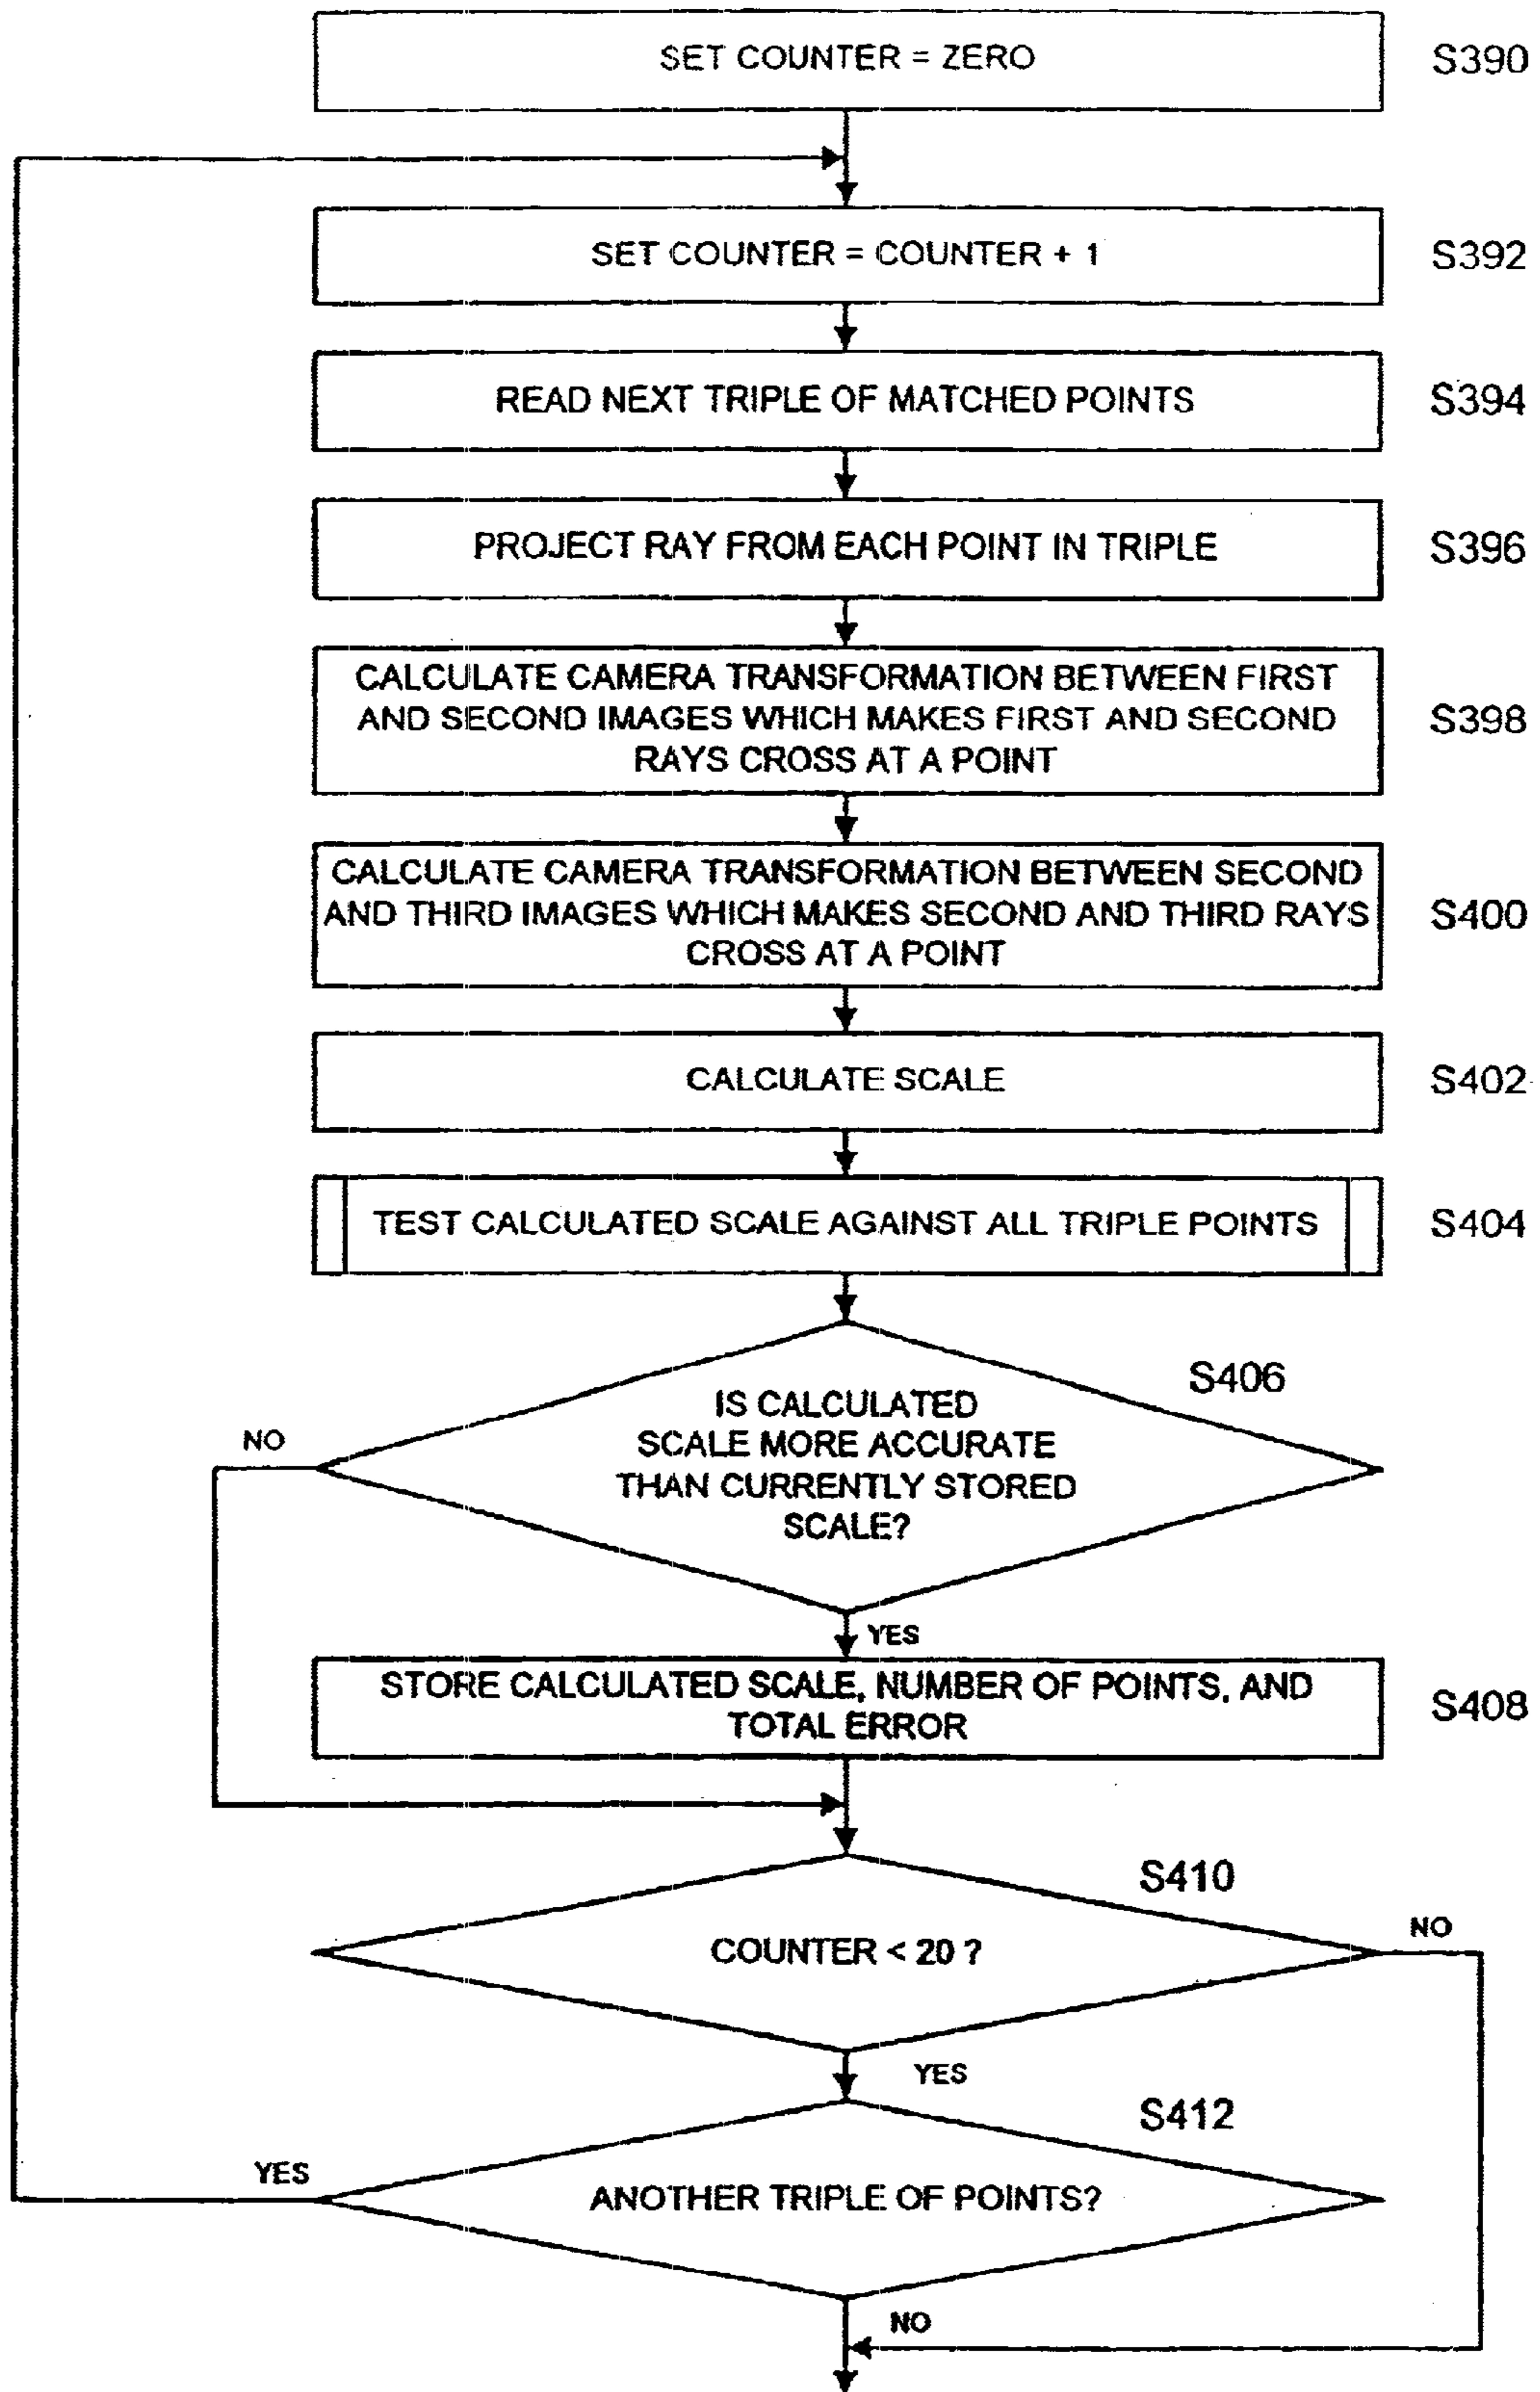 SET COUNTER = ZERO
S390
SET COUNTER = COUNTER + 1
S392
READ NEXT TRIPLE OF MATCHED POINTS
S394
PROJECT RAY FROM EACH POINT IN TRIPLE
S396
CALCULATE CAMERA TRANSFORMATION BETWEEN FIRST
AND SECOND IMAGES WHICH MAKES FIRST AND SECOND
RAYS CROSS AT A POINT
S398
CALCULATE CAMERA TRANSFORMATION BETWEEN SECOND
AND THIRD IMAGES WHICH MAKES SECOND AND THIRD RAYS
CROSS AT A POINT
S400
CALCULATE SCALE
S402
TEST CALCULATED SCALE AGAINST ALL TRIPLE POINTS
S404
S406
IS CALCULATED
SCALE MORE ACCURATE
THAN CURRENTLY STORED
SCALE?
NO
YES
STORE CALCULATED SCALE, NUMBER OF POINTS, AND
TOTAL ERROR
S408
S410
COUNTER < 20 ?
NO
YES
S412
ANOTHER TRIPLE OF POINTS?
YES
NO